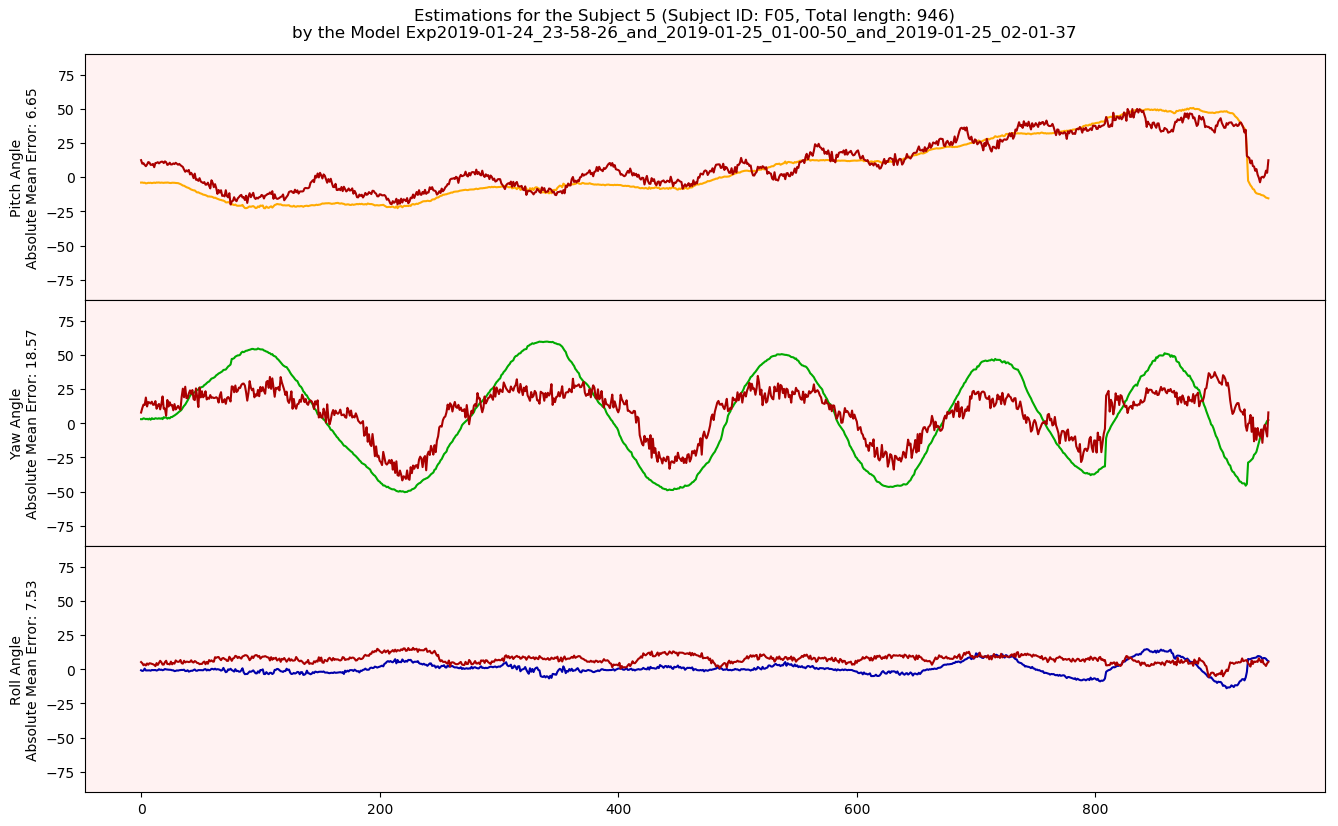 Estimations for the Subject 5 (Subject ID: F05, Total length: 946)
by the Model Exp2019-01-24_23-58-26_and_2019-01-25_01-00-50_and_2019-01-25_02-01-37
Pitch Angle
Absolute Mean Error: 6.65
75
50
25
0
−25
−50
−75
Yaw Angle
Absolute Mean Error: 18.57
75
50
25
0
−25
−50
−75
Roll Angle
Absolute Mean Error: 7.53
75
50
25
0
−25
−50
−75
0 200 400 600 800